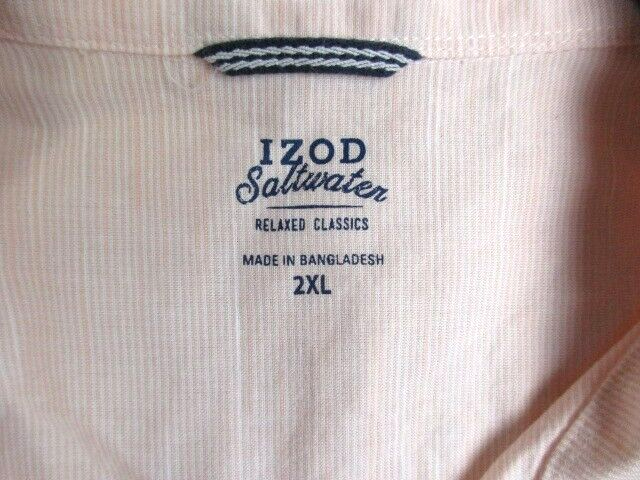 IZOD
Saltwater
RELAXED CLASSICS
MADE IN BANGLADESH
2XL